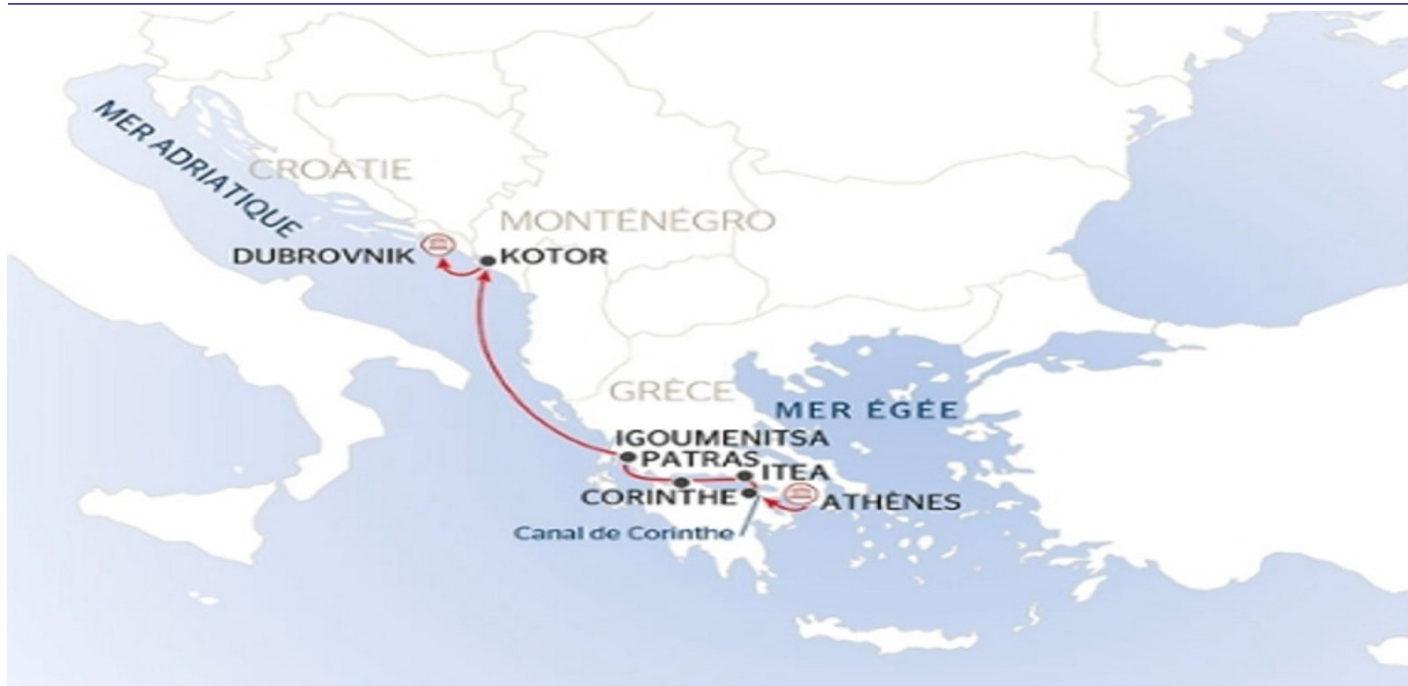 MER ADRIATIQUE
CROATIE
MONTÉNÉGRO
DUBROVNIK
KOTOR
GRÈCE
MER ÉGÉE
IGOUMENITSA
PATRAS
ITEA
CORINTHE
ATHÈNES
Canal de Corinthe